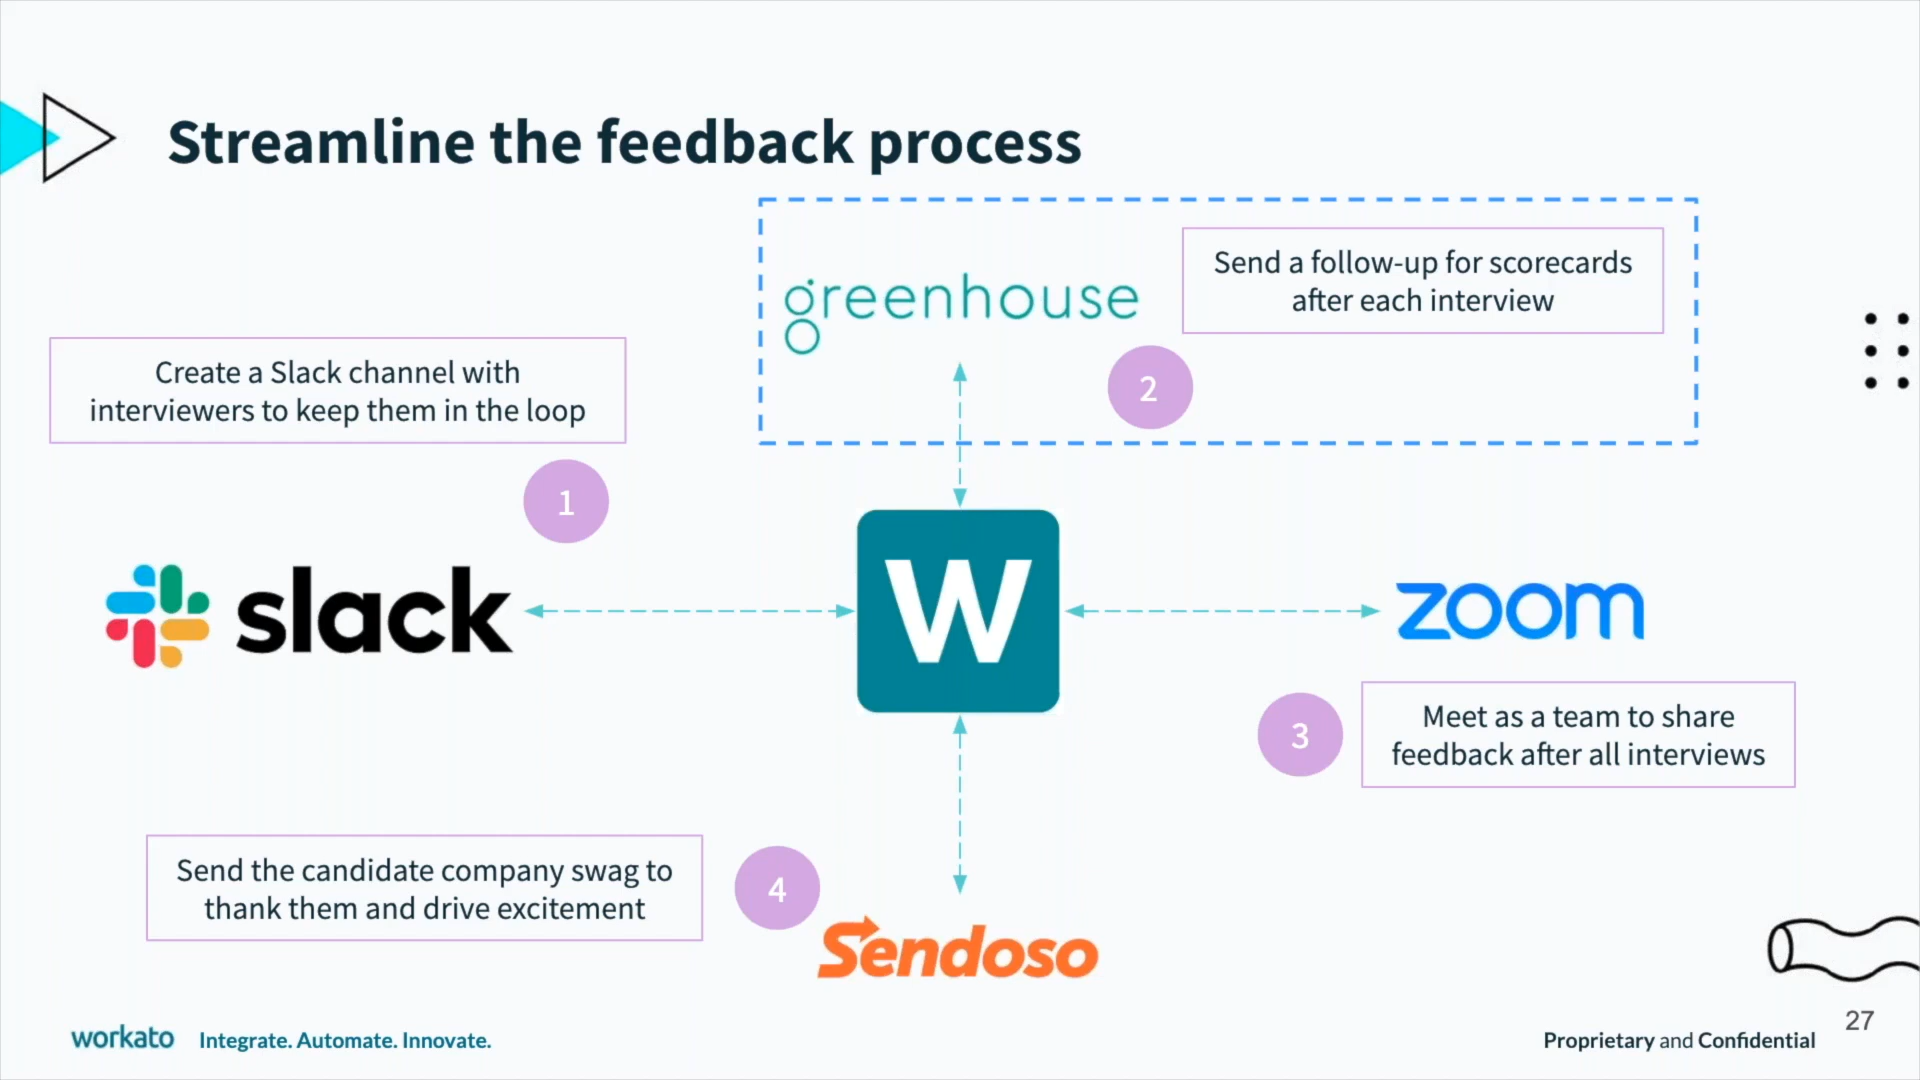 Streamline the feedback process
greenhouse
Send a follow-up for scorecards
after each interview
2
Create a Slack channel with
interviewers to keep them in the loop
1
slack
W
zoom
3
Meet as a team to share
feedback after all interviews
Send the candidate company swag to
thank them and drive excitement
4
Sendoso
workato
Integrate. Automate. Innovate.
Proprietary and Confidential
27